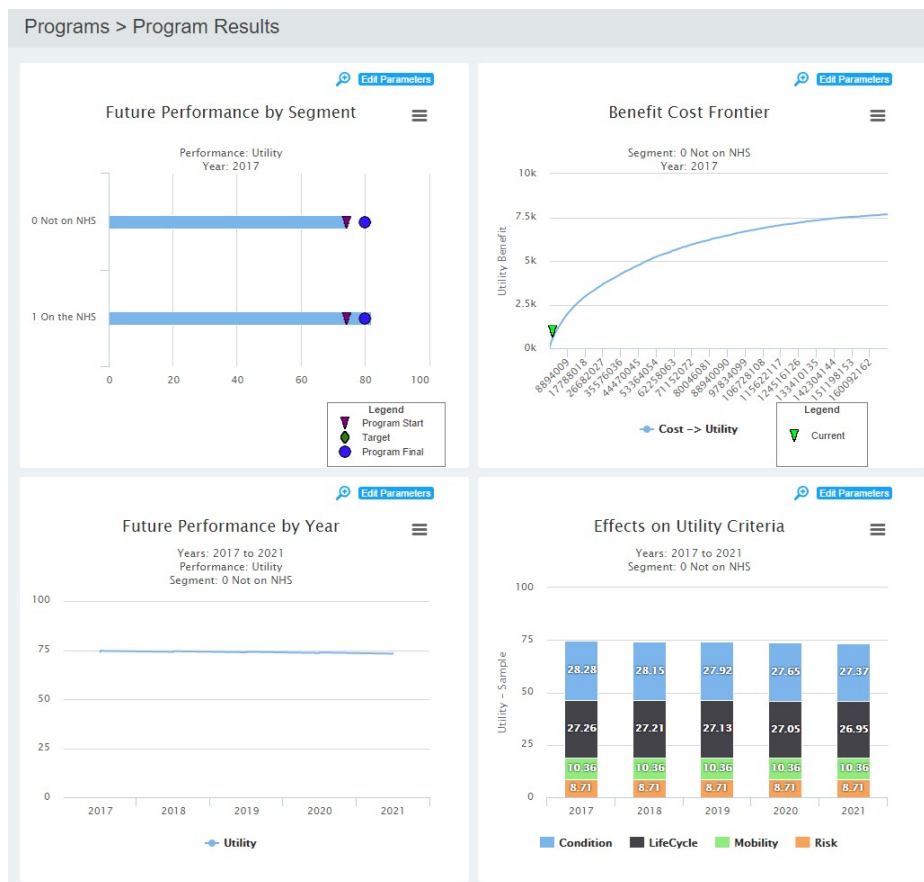 Programs > Program Results
Edit Parameters
Future Performance by Segment
Performance: Utility
Year: 2017
0 Not on NHS
1 On the NHS
0 20 40 60 80 100
Legend
Program Start
Target
Program Final
Edit Parameters
Benefit Cost Frontier
Segment: 0 Not on NHS
Year: 2017
10k
7.5k
5k
2.5k
0k
Utility Benefit
8894009 17788018 26682027 35576036 44470045 53364054 62258063 71152072 80046081 88940090 97834099 106728108 115622117 124516126 133410135 142304144 151198153 160092162
Cost -> Utility
Legend
Current
Edit Parameters
Future Performance by Year
Years: 2017 to 2021
Performance: Utility
Segment: 0 Not on NHS
100
75
50
25
0
2017 2018 2019 2020 2021
Utility
Edit Parameters
Effects on Utility Criteria
Years: 2017 to 2021
Segment: 0 Not on NHS
Utility - Sample
100
75
50
25
0
28.28 28.15 27.92 27.65 27.37
27.26 27.21 27.13 27.05 26.95
10.36 10.36 10.36 10.36 10.36
8.71 8.71 8.71 8.71 8.71
2017 2018 2019 2020 2021
Condition LifeCycle Mobility Risk